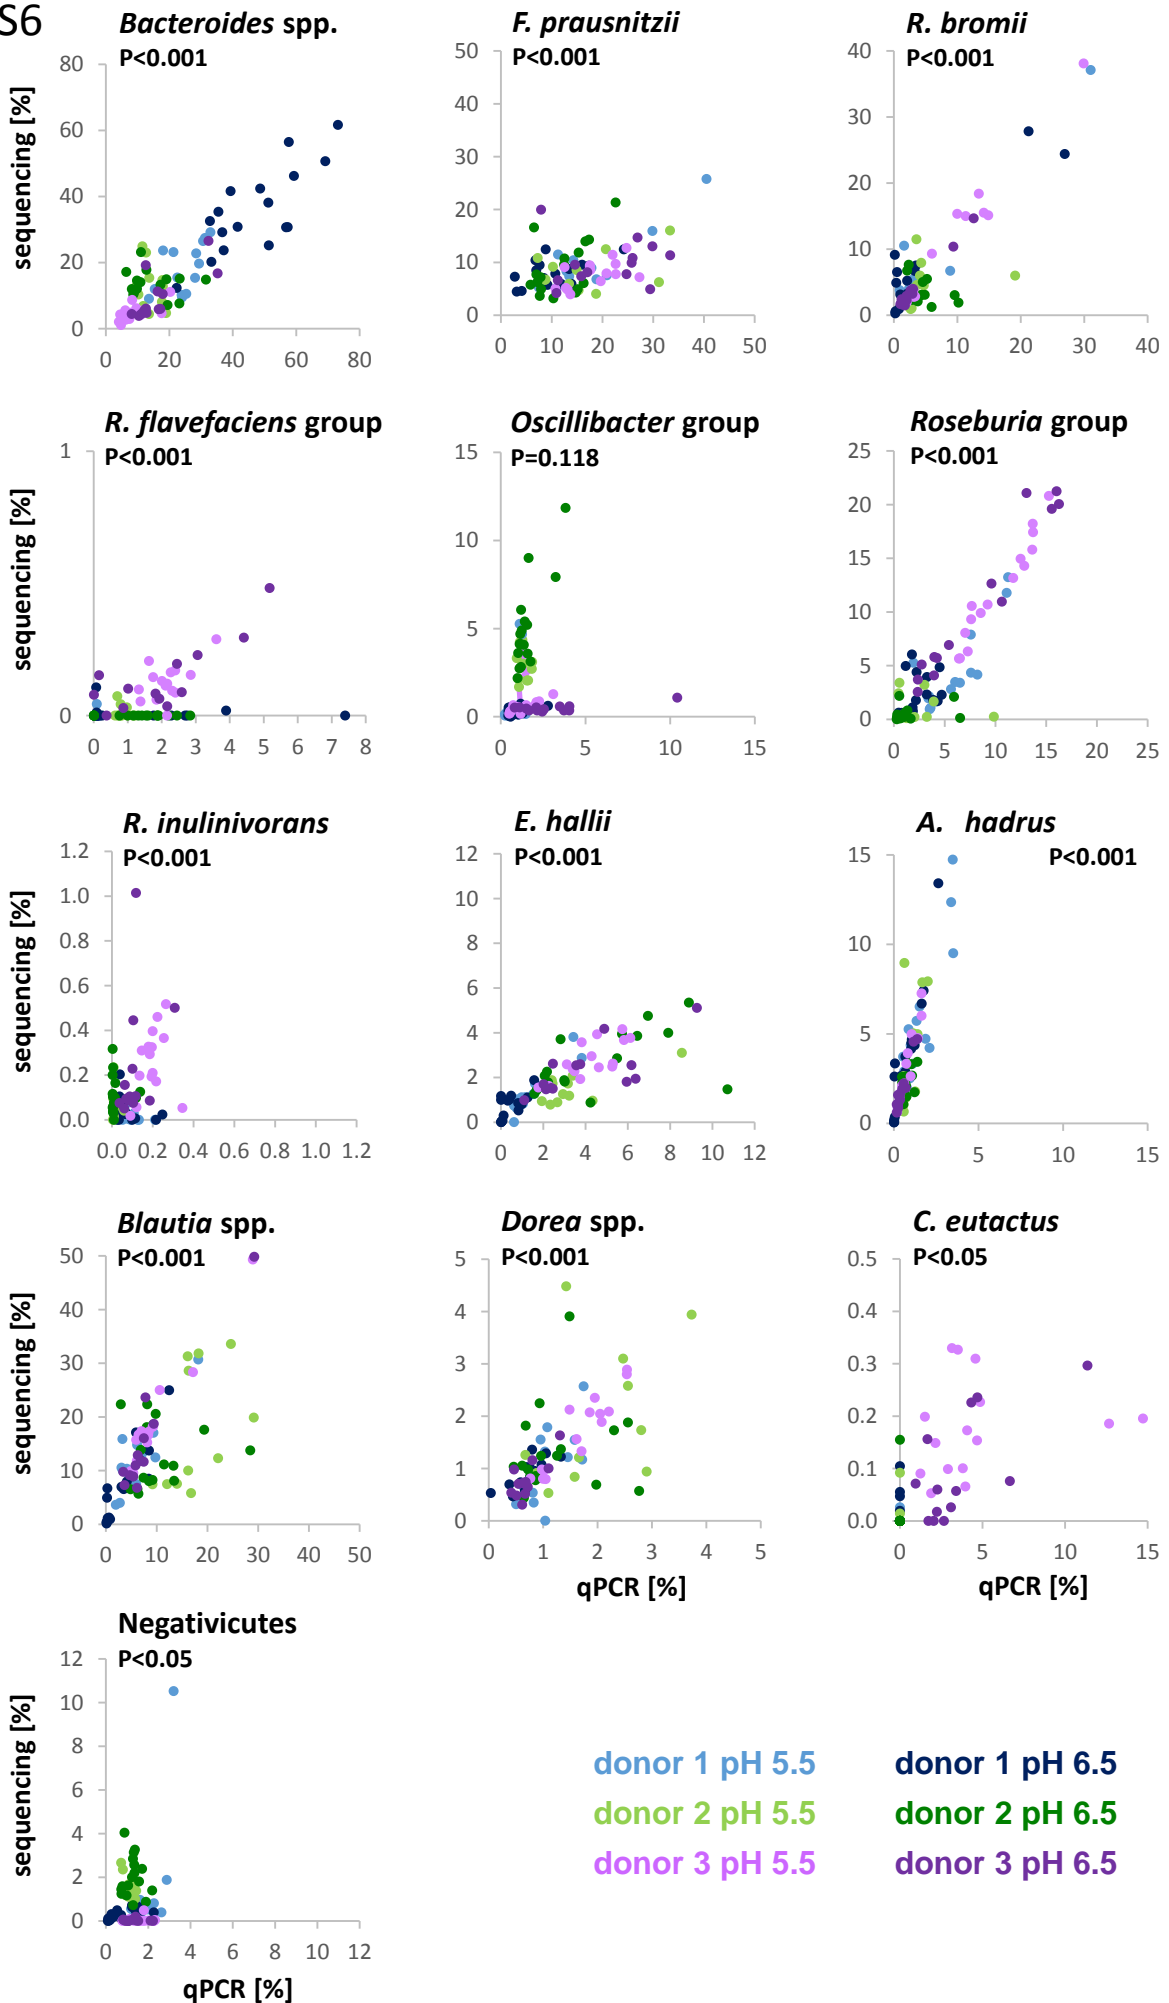 S6
Bacteroides spp.
P<0.001
sequencing [%]
80
60
40
20
0
0 20 40 60 80
F. prausnitzii
P<0.001
50
40
30
20
10
0
0 10 20 30 40 50
R. bromii
P<0.001
40
30
20
10
0
0 10 20 30 40
R. flavefaciens group
P<0.001
sequencing [%]
1
0
0 1 2 3 4 5 6 7 8
Oscillibacter group
P=0.118
15
10
5
0
0 5 10 15
Roseburia group
P<0.001
25
20
15
10
5
0
0 5 10 15 20 25
R. inulinivorans
P<0.001
sequencing [%]
1.2
1.0
0.8
0.6
0.4
0.2
0.0
0.0 0.2 0.4 0.6 0.8 1.0 1.2
E. hallii
P<0.001
12
10
8
6
4
2
0
0 2 4 6 8 10 12
A. hadrus
P<0.001
15
10
5
0
0 5 10 15
Blautia spp.
P<0.001
sequencing [%]
50
40
30
20
10
0
0 10 20 30 40 50
Dorea spp.
P<0.001
5
4
3
2
1
0
0 1 2 3 4 5
qPCR [%]
C. eutactus
P<0.05
0.5
0.4
0.3
0.2
0.1
0.0
0 5 10 15
qPCR [%]
Negativicutes
P<0.05
sequencing [%]
12
10
8
6
4
2
0
0 2 4 6 8 10 12
qPCR [%]
donor 1 pH 5.5 donor 1 pH 6.5
donor 2 pH 5.5 donor 2 pH 6.5
donor 3 pH 5.5 donor 3 pH 6.5